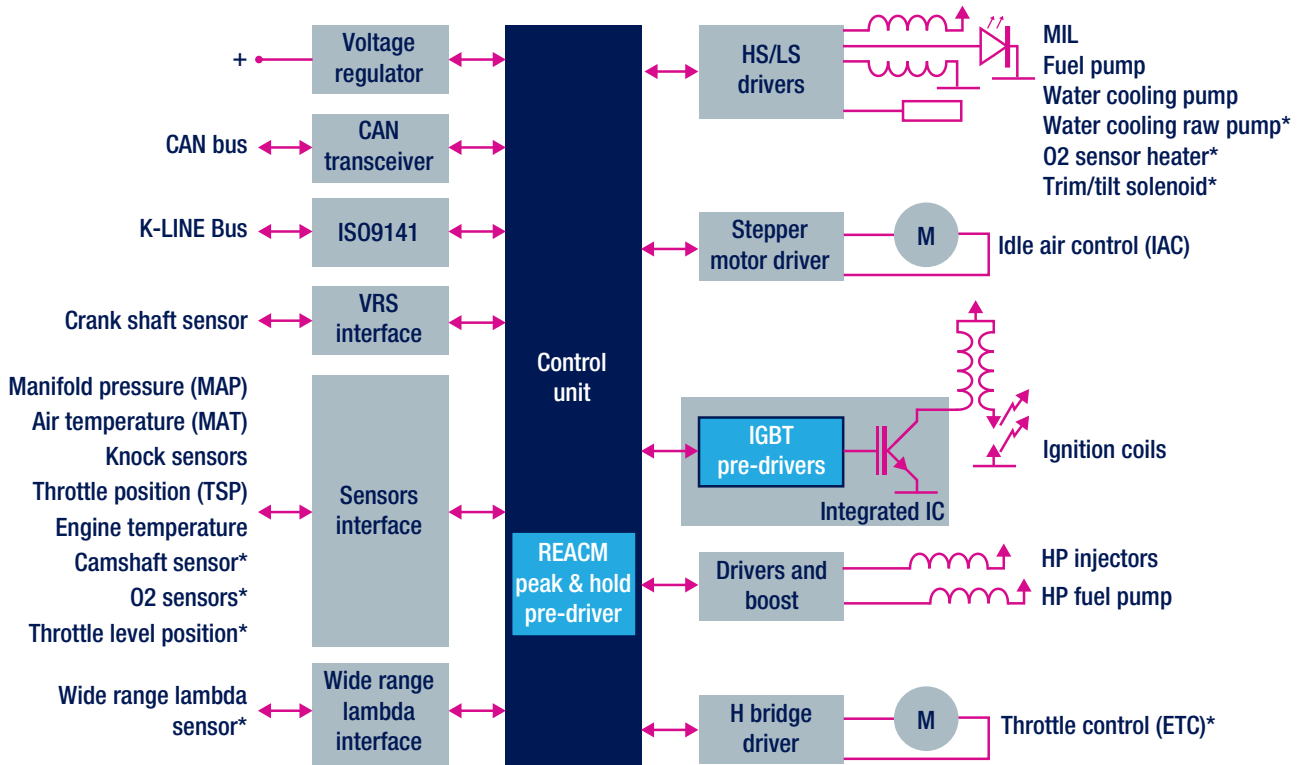 +
Voltage
regulator
CAN bus
CAN
transceiver
K-LINE Bus
ISO9141
Crank shaft sensor
VRS
interface
Manifold pressure (MAP)
Air temperature (MAT)
Knock sensors
Throttle position (TSP)
Engine temperature
Camshaft sensor*
O2 sensors*
Throttle level position*
Sensors
interface
Wide range lambda
sensor*
Wide range
lambda
interface
Control
unit
REACM
peak & hold
pre-driver
HS/LS
drivers
MIL
Fuel pump
Water cooling pump
Water cooling raw pump*
O2 sensor heater*
Trim/tilt solenoid*
Stepper
motor driver
M
Idle air control (IAC)
IGBT
pre-drivers
Integrated IC
Ignition coils
Drivers and
boost
HP injectors
HP fuel pump
H bridge
driver
M
Throttle control (ETC)*